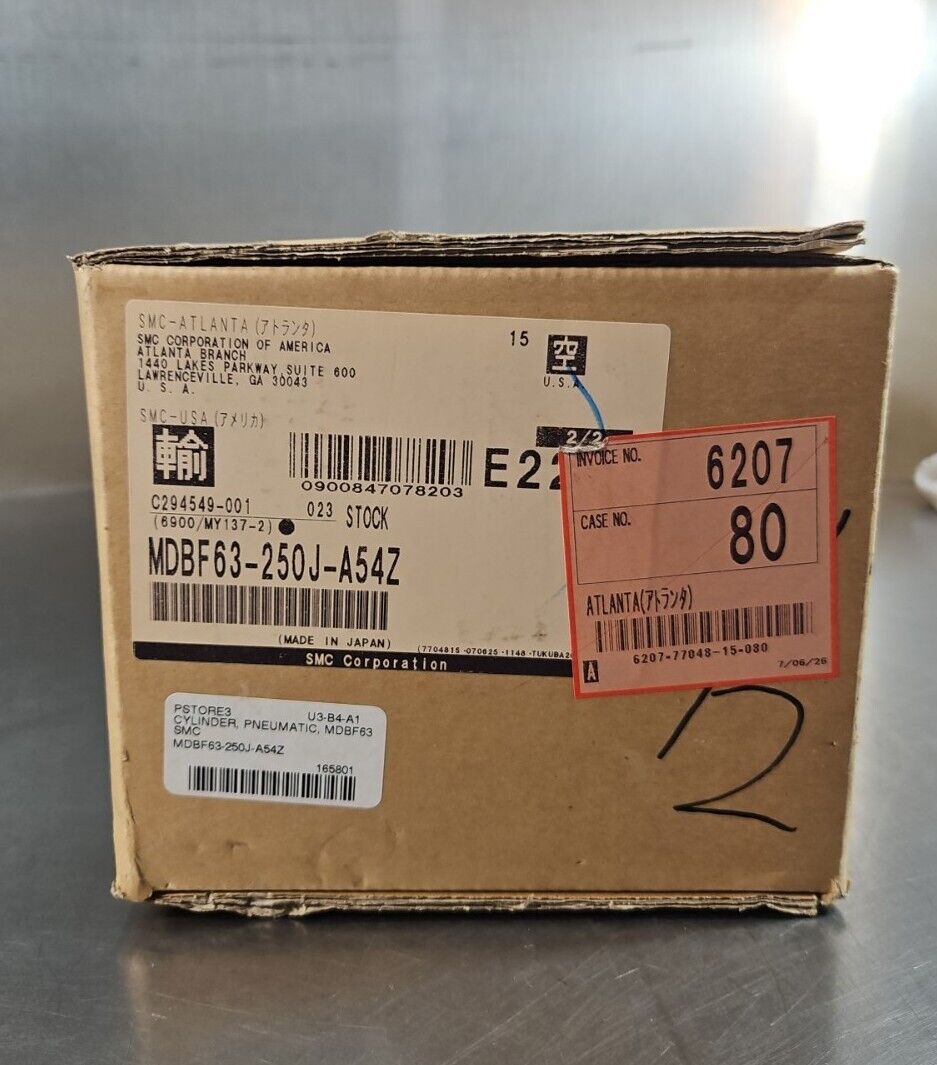 SMC-ATLANTA(アトランタ)
SMC CORPORATION OF AMERICA
ATLANTA BRANCH
1440 LAKES PARKWAY,SUITE 600
LAWRENCEVILLE, GA 30043
U. S. A.
15
空
U.S.A.
SMC-USA(アメリカ)
輸
0900847078203
2/2
E22
C294549-001 023 STOCK
(6900/MY137-2)
MDBF63-250J-A54Z
(MADE IN JAPAN)
SMC Corporation
INVOICE NO. 6207
CASE NO. 80
ATLANTA(アトランタ)
6207-77048-15-080
A
7/06/26
PSTORE3 U3-B4-A1
CYLINDER, PNEUMATIC, MDBF63
SMC
MDBF63-250J-A54Z
165801
2